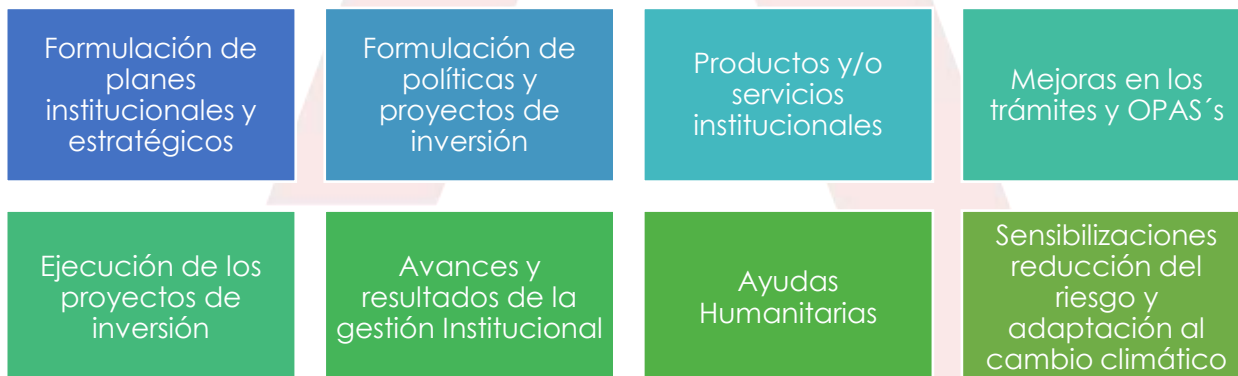 Formulación de
planes
institucionales y
estratégicos
Formulación de
políticas y
proyectos de
inversión
Productos y/o
servicios
institucionales
Mejoras en los
trámites y OPAS´s
Ejecución de los
proyectos de
inversión
Avances y
resultados de la
gestión Institucional
Ayudas
Humanitarias
Sensibilizaciones
reducción del
riesgo y
adaptación al
cambio climático